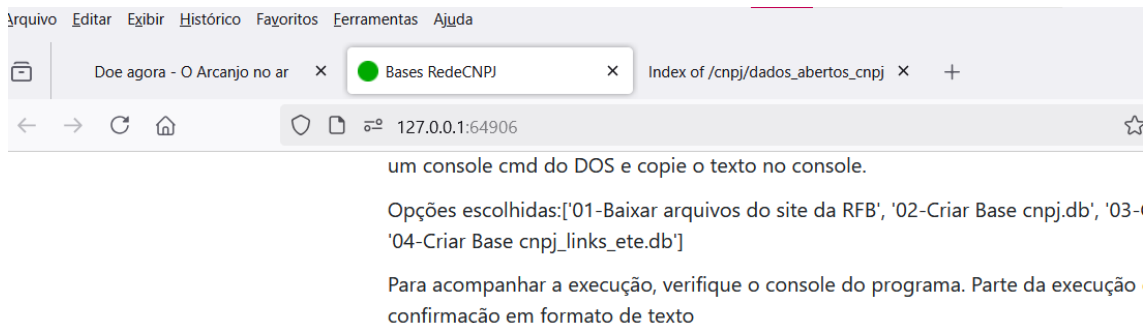 Arquivo Editar Exibir Histórico Favoritos Ferramentas Ajuda
Doe agora - O Arcanjo no ar Bases RedeCNPJ Index of /cnpj/dados_abertos_cnpj
127.0.0.1:64906
um console cmd do DOS e copie o texto no console.
Opções escolhidas:['01-Baixar arquivos do site da RFB', '02-Criar Base cnpj.db', '03-
'04-Criar Base cnpj_links_ete.db']
Para acompanhar a execução, verifique o console do programa. Parte da execução
confirmação em formato de texto